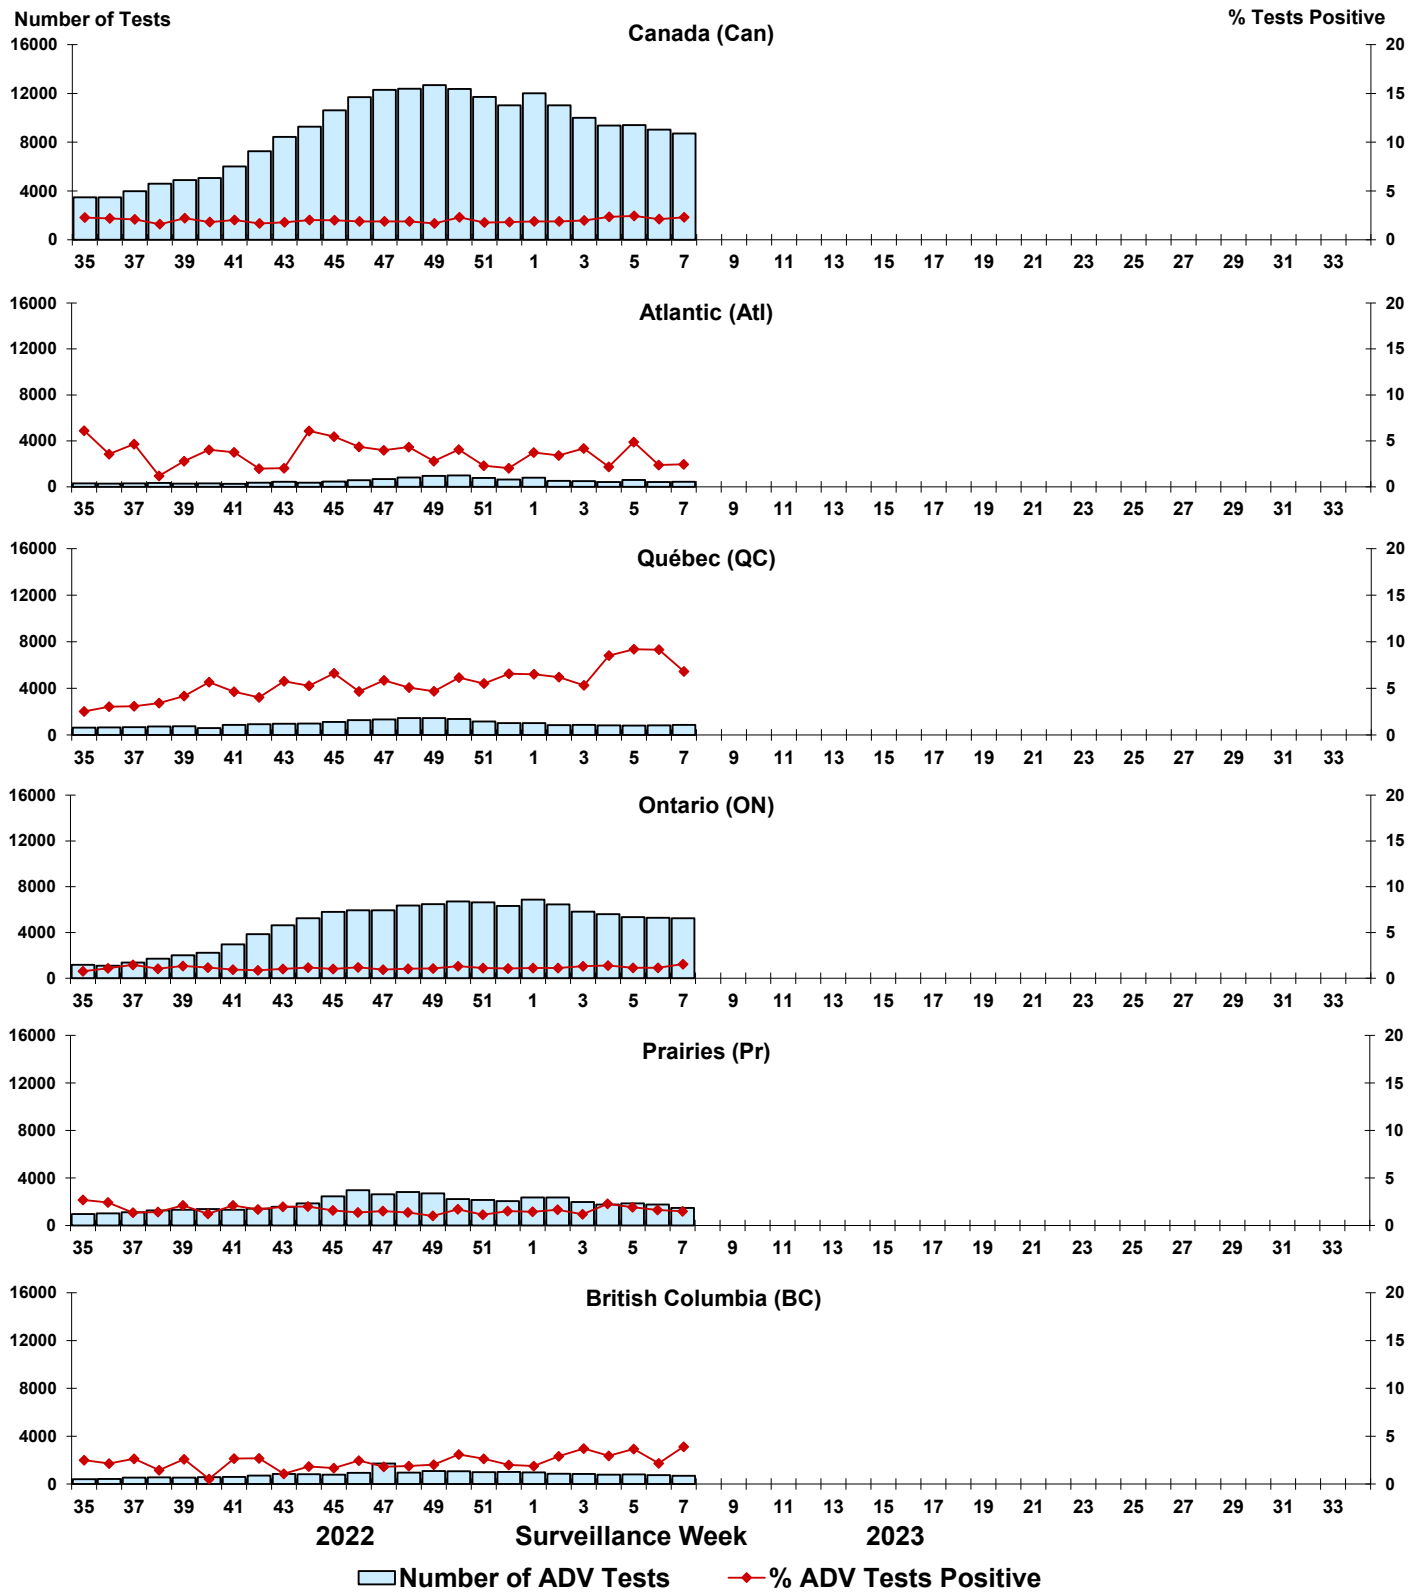 Number of Tests
% Tests Positive
Canada (Can)
16000 20
12000 15
8000 10
4000 5
0 0
35 37 39 41 43 45 47 49 51 1 3 5 7 9 11 13 15 17 19 21 23 25 27 29 31 33
Atlantic (Atl)
16000 20
12000 15
8000 10
4000 5
0 0
35 37 39 41 43 45 47 49 51 1 3 5 7 9 11 13 15 17 19 21 23 25 27 29 31 33
Québec (QC)
16000 20
12000 15
8000 10
4000 5
0 0
35 37 39 41 43 45 47 49 51 1 3 5 7 9 11 13 15 17 19 21 23 25 27 29 31 33
Ontario (ON)
16000 20
12000 15
8000 10
4000 5
0 0
35 37 39 41 43 45 47 49 51 1 3 5 7 9 11 13 15 17 19 21 23 25 27 29 31 33
Prairies (Pr)
16000 20
12000 15
8000 10
4000 5
0 0
35 37 39 41 43 45 47 49 51 1 3 5 7 9 11 13 15 17 19 21 23 25 27 29 31 33
British Columbia (BC)
16000 20
12000 15
8000 10
4000 5
0 0
35 37 39 41 43 45 47 49 51 1 3 5 7 9 11 13 15 17 19 21 23 25 27 29 31 33
2022 Surveillance Week 2023
Number of ADV Tests % ADV Tests Positive